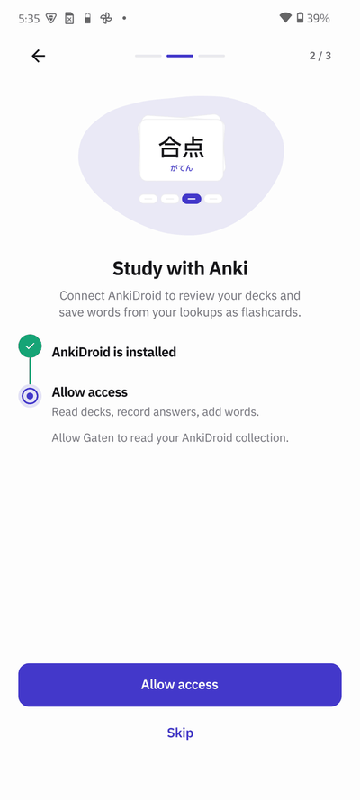 5:35
39%
2 / 3
合点
がてん
Study with Anki
Connect AnkiDroid to review your decks and
save words from your lookups as flashcards.
AnkiDroid is installed
Allow access
Read decks, record answers, add words.
Allow Gaten to read your AnkiDroid collection.
Allow access
Skip